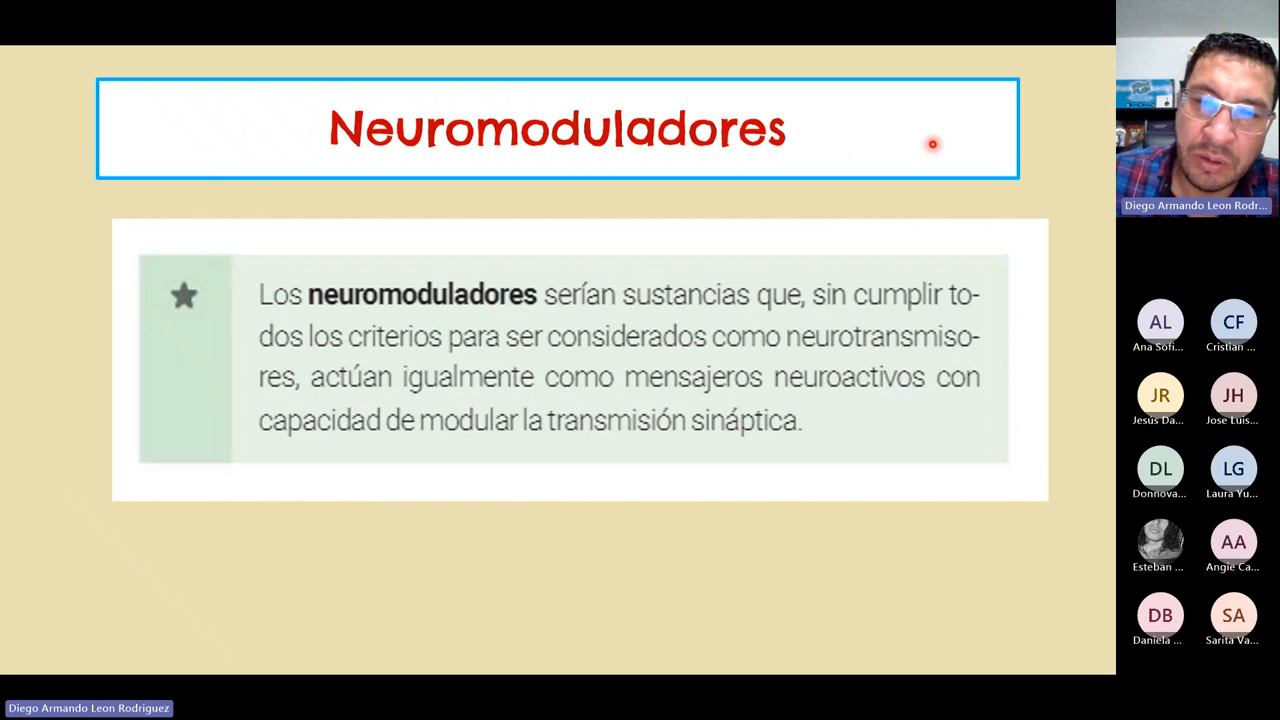 Neuromoduladores
Los neuromoduladores serían sustancias que, sin cumplir to-
dos los criterios para ser considerados como neurotransmiso-
res, actúan igualmente como mensajeros neuroactivos con
capacidad de modular la transmisión sináptica.
Diego Armando Leon Rodr...
AL
CF
Ana Sofi...
Cristian ...
JR
JH
Jesús Da...
Jose Luis...
DL
LG
Donnova...
Laura Yu...
AA
Esteban ...
Angie Ca...
DB
SA
Daniela ...
Sarita Va...
Diego Armando Leon Rodriguez